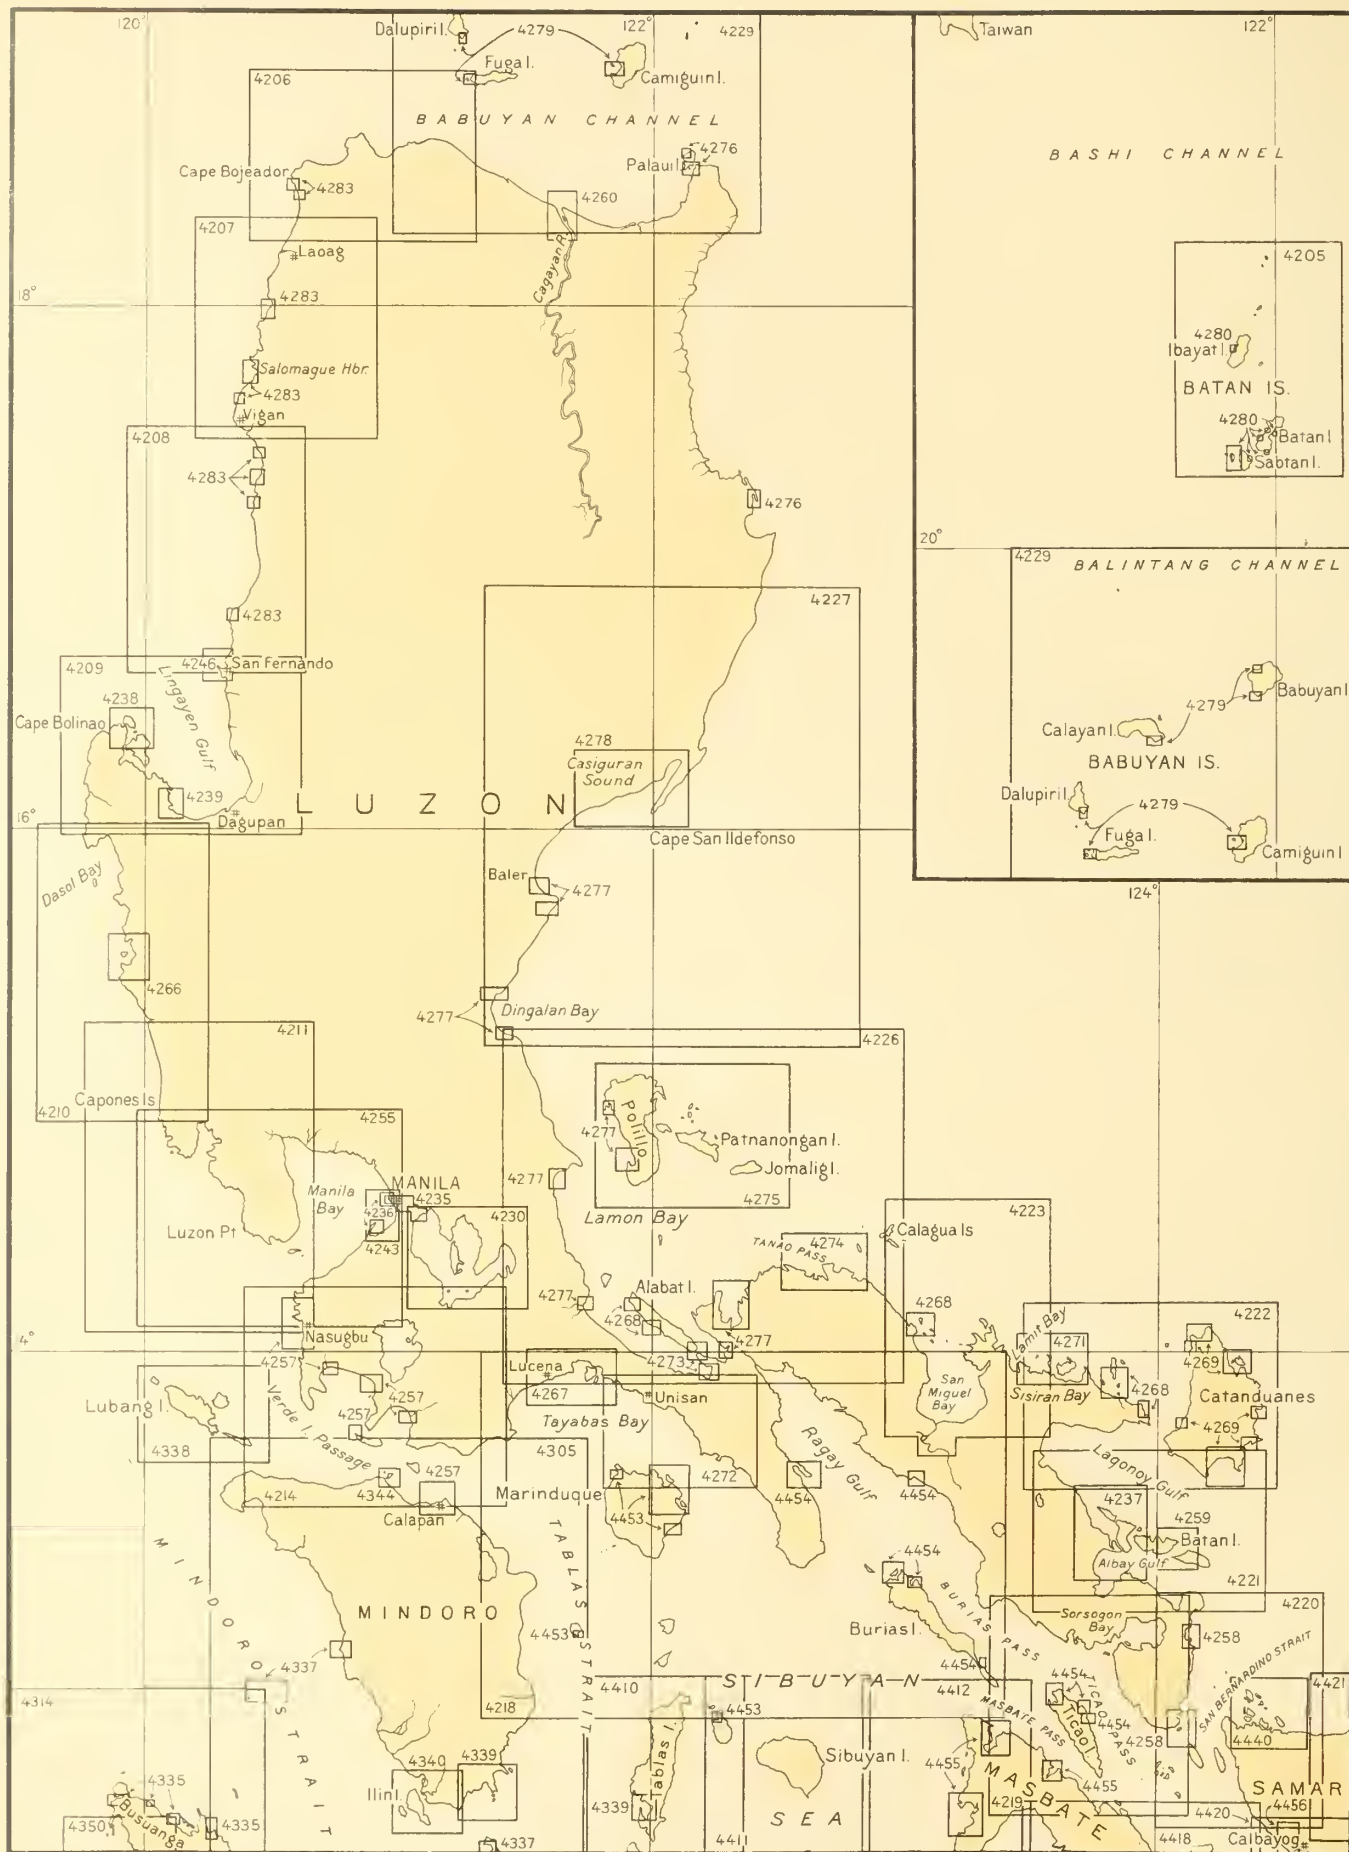 120°
Dalupiri I.
4279
122°
4229
Taiwan
122°
4206
Fuga I.
Camiguin I.
BABUYAN CHANNEL
BASHI CHANNEL
4276
Palaui I.
Cape Bojeador
4283
4260
4207
Laoag
Cagayan R.
4205
18°
4283
4280
Ibayat I.
Salomague Hbr.
BATAN IS.
4283
Vigan
4280
4208
Batan I
Sabtan I.
4283
4276
20°
4229
BALINTANG CHANNEL
4227
4283
4209
4246
San Fernando
Lingayen Gulf
4238
Babuyan I
Cape Bolinao
4279
Calayan I.
4278
Casiguran
Sound
BABUYAN IS.
4239
LUZON
Dalupiri I.
4279
16°
Dagupan
Cape San Ildefonso
Fuga I.
Camiguin I
Dasol Bay
Baler
4277
124°
4266
4277
Dingalan Bay
4211
4226
Capones Is
4210
4255
Polillo
4277
Patnanongan I.
Jomalig I.
4277
MANILA
Manila
Bay
4235
4236
4230
4275
4223
Lamon Bay
Calagua Is
Luzon Pt
4243
TANAO PASS
4274
Alabat I.
4277
4268
4268
4222
Lamit Bay
Nasugbu
4277
4271
4°
4269
4257
4273
Lucena
4267
Unisan
San
Miguel
Bay
Sisiran Bay
4268
Catanduanes
Lubang I.
4257
Tayabas Bay
4269
Verde I. Passage
4257
4338
4305
Ragay Gulf
Lagonoy Gulf
4257
4272
4214
4344
Marinduque
4454
4454
4237
Calapan
4453
4259
Batan I.
Albay Gulf
MINDORO STRAIT
TABLAS STRAIT
4454
4221
MINDORO
4220
BURIAS PASS
Sorsogon
Bay
4453
Burias I.
4258
SAN BERNARDINO STRAIT
4337
4454
4454
4314
4410
SIBUYAN
4412
4421
4218
4453
MASBATE PASS
TICAO PASS
Ticao I.
4454
4258
4440
Tablas I.
Sibuyan I.
4340
4339
4455
4335
Ilin I.
4455
MASBATE
SAMAR
Busuanga
4339
4219
SEA
4420
4456
4350
4335
4337
4411
4418
Calbayog